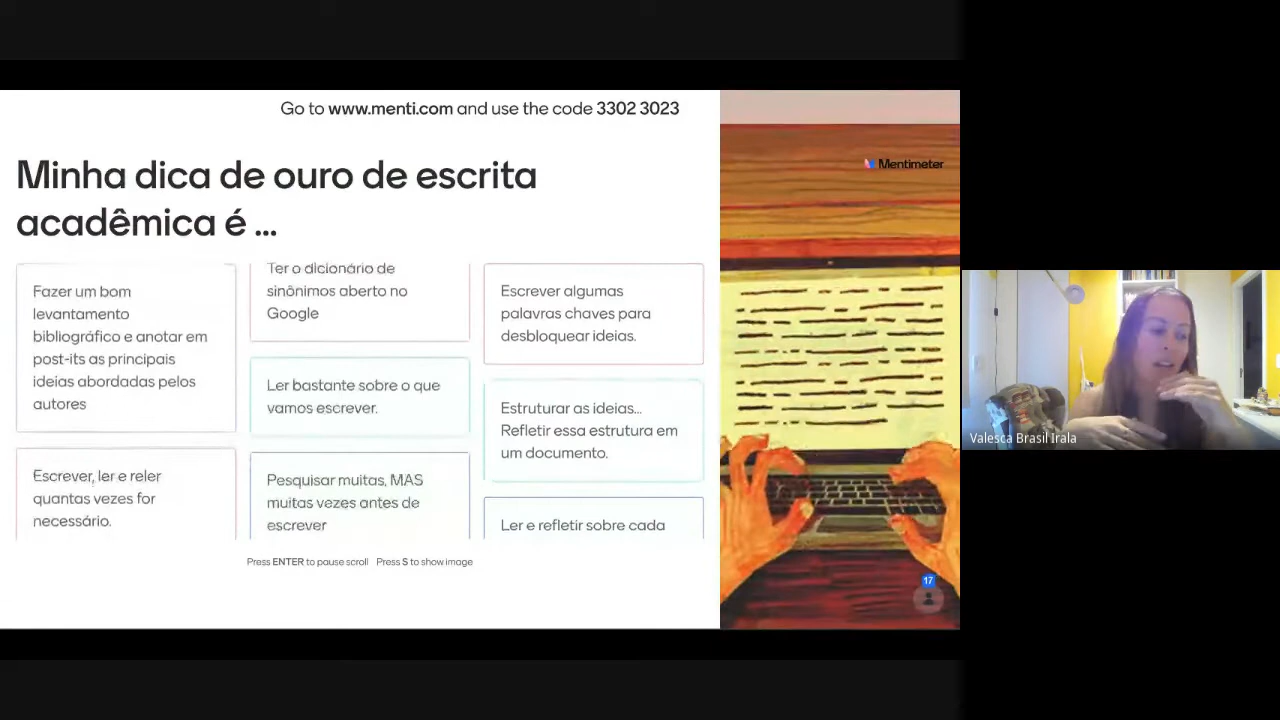 Go to www.menti.com and use the code 3302 3023
Mentimeter
Minha dica de ouro de escrita
acadêmica é ...
Fazer um bom
levantamento
bibliográfico e anotar em
post-its as principais
ideias abordadas pelos
autores
Escrever, ler e reler
quantas vezes for
necessário.
Ter o dicionário de
sinônimos aberto no
Google
Ler bastante sobre o que
vamos escrever.
Pesquisar muitas, MAS
muitas vezes antes de
escrever
Escrever algumas
palavras chaves para
desbloquear ideias.
Estruturar as ideias...
Refletir essa estrutura em
um documento.
Ler e refletir sobre cada
Press ENTER to pause scroll Press S to show image
17
Valesca Brasil Irala